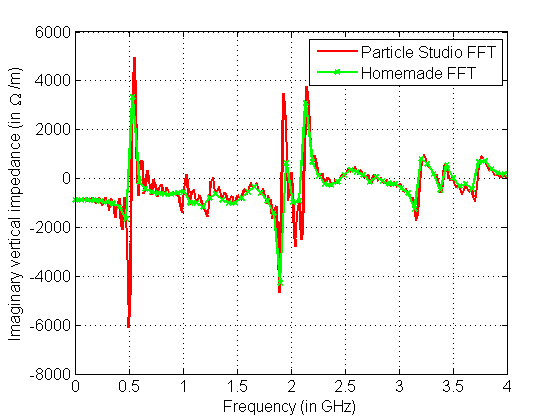 6000
4000
2000
0
-2000
-4000
-6000
-8000
Imaginary vertical impedance (in Ω /m)
Particle Studio FFT
Homemade FFT
0 0.5 1 1.5 2 2.5 3 3.5 4
Frequency (in GHz)